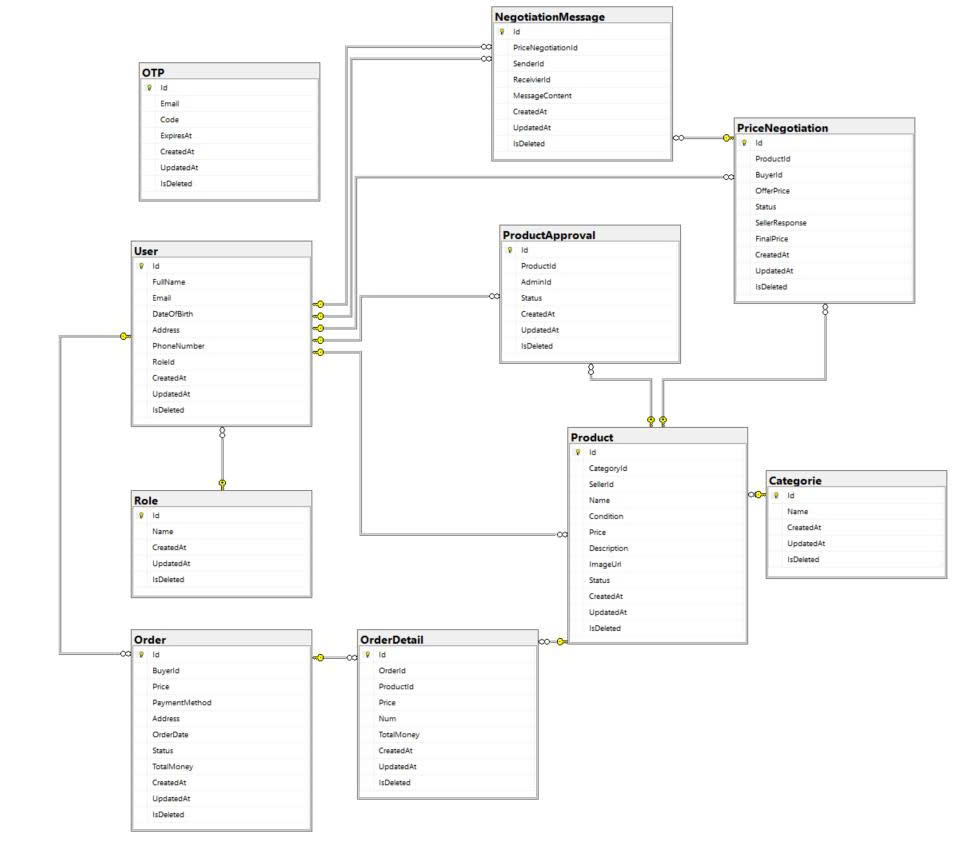 NegotiationMessage
Id
PriceNegotiationId
SenderId
ReceivierId
MessageContent
CreatedAt
UpdatedAt
IsDeleted
OTP
Id
Email
Code
ExpiresAt
CreatedAt
UpdatedAt
IsDeleted
PriceNegotiation
Id
ProductId
BuyerId
OfferPrice
Status
SellerResponse
FinalPrice
CreatedAt
UpdatedAt
IsDeleted
ProductApproval
Id
ProductId
AdminId
Status
CreatedAt
UpdatedAt
IsDeleted
User
Id
FullName
Email
DateOfBirth
Address
PhoneNumber
RoleId
CreatedAt
UpdatedAt
IsDeleted
Product
Id
CategoryId
SellerId
Name
Condition
Price
Description
ImageUrl
Status
CreatedAt
UpdatedAt
IsDeleted
Categorie
Id
Name
CreatedAt
UpdatedAt
IsDeleted
Role
Id
Name
CreatedAt
UpdatedAt
IsDeleted
Order
Id
BuyerId
Price
PaymentMethod
Address
OrderDate
Status
TotalMoney
CreatedAt
UpdatedAt
IsDeleted
OrderDetail
Id
OrderId
ProductId
Price
Num
TotalMoney
CreatedAt
UpdatedAt
IsDeleted